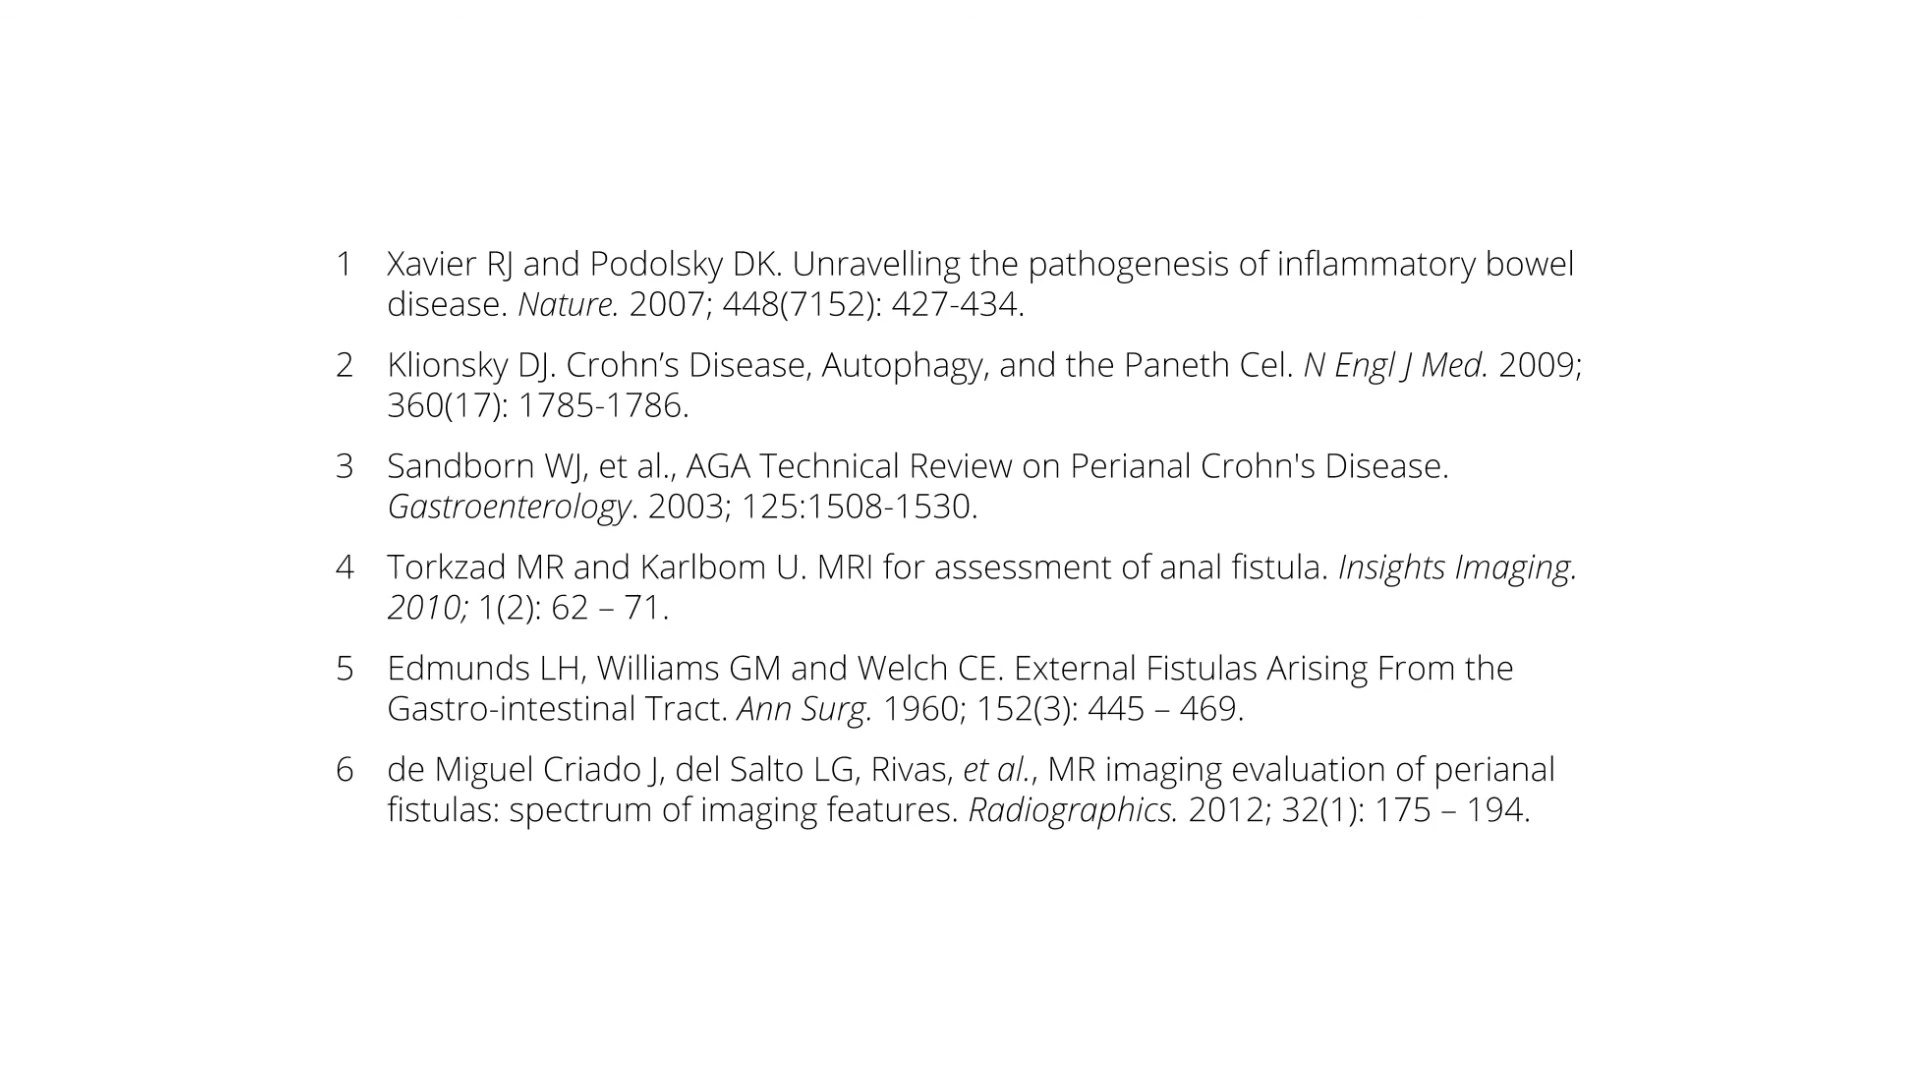 1 Xavier RJ and Podolsky DK. Unravelling the pathogenesis of inflammatory bowel
disease. Nature. 2007; 448(7152): 427-434.
2 Klionsky DJ. Crohn’s Disease, Autophagy, and the Paneth Cel. N Engl J Med. 2009;
360(17): 1785-1786.
3 Sandborn WJ, et al., AGA Technical Review on Perianal Crohn's Disease.
Gastroenterology. 2003; 125:1508-1530.
4 Torkzad MR and Karlbom U. MRI for assessment of anal fistula. Insights Imaging.
2010; 1(2): 62 – 71.
5 Edmunds LH, Williams GM and Welch CE. External Fistulas Arising From the
Gastro-intestinal Tract. Ann Surg. 1960; 152(3): 445 – 469.
6 de Miguel Criado J, del Salto LG, Rivas, et al., MR imaging evaluation of perianal
fistulas: spectrum of imaging features. Radiographics. 2012; 32(1): 175 – 194.